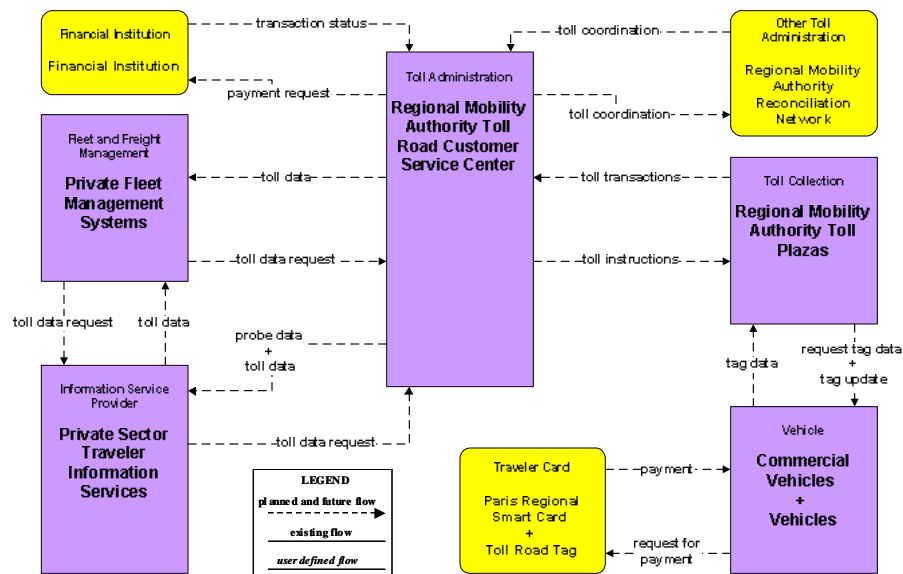 Financial Institution
Financial Institution
transaction status
payment request
Toll Administration
Regional Mobility
Authority Toll
Road Customer
Service Center
toll coordination
toll coordination
Other Toll
Administration
Regional Mobility
Authority
Reconciliation
Network
Fleet and Freight
Management
Private Fleet
Management
Systems
toll data
toll data request
toll transactions
toll instructions
Toll Collection
Regional Mobility
Authority Toll
Plazas
toll data request
toll data
probe data
+
toll data
tag data
request tag data
+
tag update
Information Service
Provider
Private Sector
Traveler
Information
Services
toll data request
LEGEND
planned and future flow
existing flow
user defined flow
Traveler Card
Paris Regional
Smart Card
+
Toll Road Tag
payment
request for
payment
Vehicle
Commercial
Vehicles
+
Vehicles